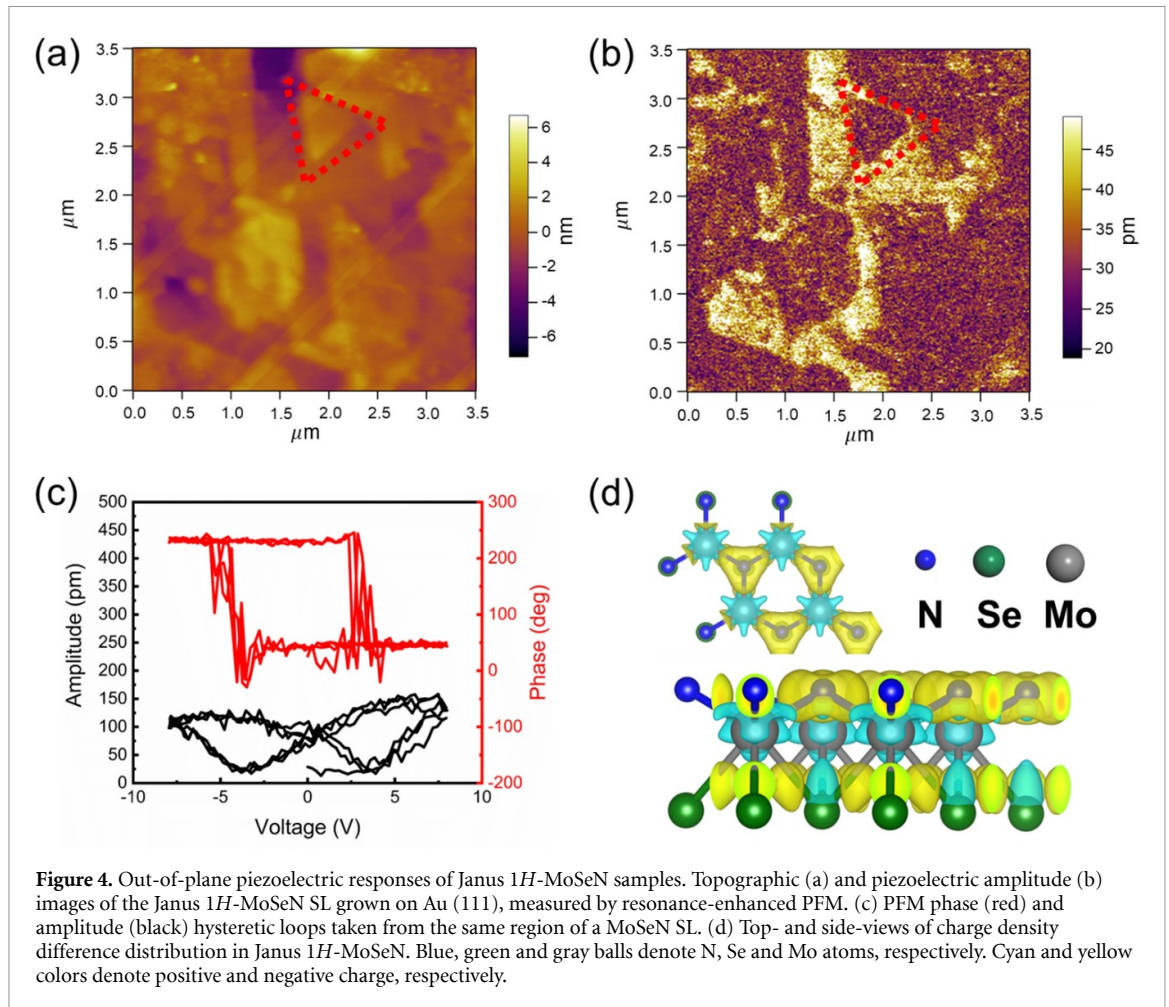 (a)
3.5
3.0
2.5
2.0
1.5
1.0
0.5
0.0
μm
0.0 0.5 1.0 1.5 2.0 2.5 3.0 3.5
μm
6
4
2
0
-2
-4
-6
nm
(b)
3.5
3.0
2.5
2.0
1.5
1.0
0.5
0.0
μm
0.0 0.5 1.0 1.5 2.0 2.5 3.0 3.5
μm
45
40
35
30
25
20
pm
(c)
500
450
400
350
300
250
200
150
100
50
0
Amplitude (pm)
300
200
100
0
-100
-200
Phase (deg)
-10 -5 0 5 10
Voltage (V)
(d)
N Se Mo
Figure 4. Out-of-plane piezoelectric responses of Janus 1H-MoSeN samples. Topographic (a) and piezoelectric amplitude (b)
images of the Janus 1H-MoSeN SL grown on Au (111), measured by resonance-enhanced PFM. (c) PFM phase (red) and
amplitude (black) hysteretic loops taken from the same region of a MoSeN SL. (d) Top- and side-views of charge density
difference distribution in Janus 1H-MoSeN. Blue, green and gray balls denote N, Se and Mo atoms, respectively. Cyan and yellow
colors denote positive and negative charge, respectively.